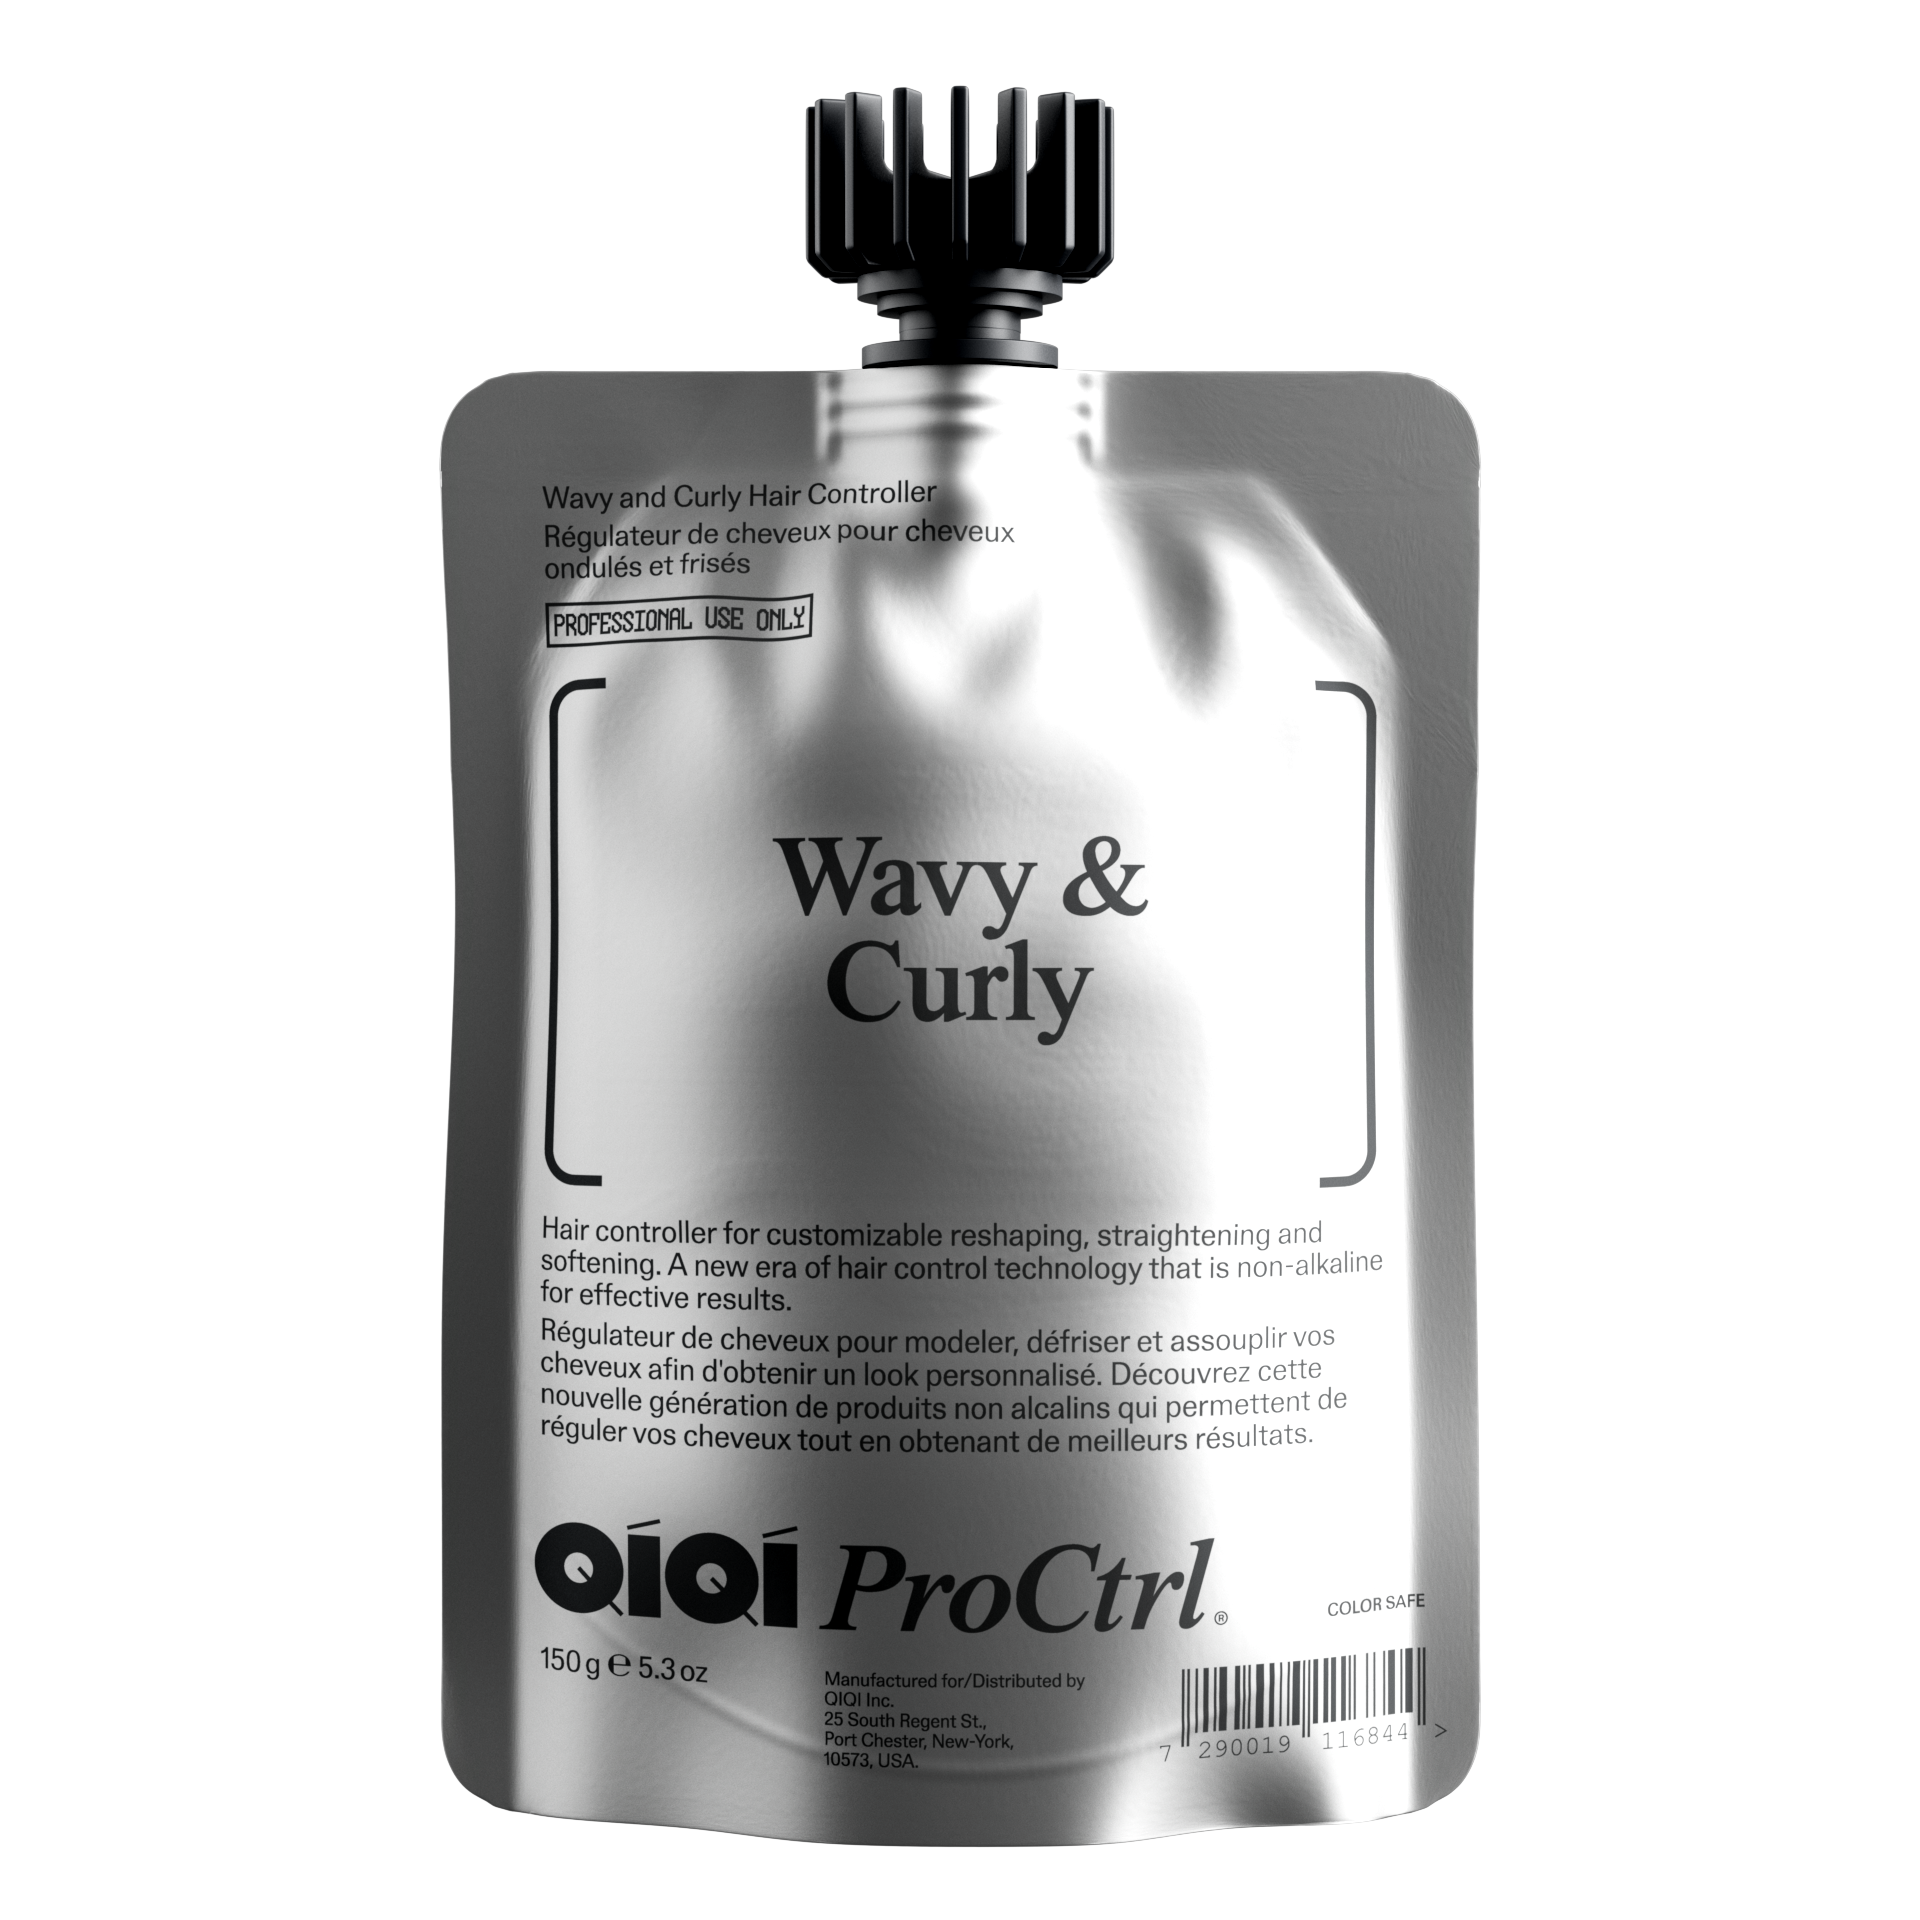 Wavy and Curly Hair Controller
Régulateur de cheveux pour cheveux
ondulés et frisés
PROFESSIONAL USE ONLY
Wavy &
Curly
Hair controller for customizable reshaping, straightening and
softening. A new era of hair control technology that is non-alkaline
for effective results.
Régulateur de cheveux pour modeler, défriser et assouplir vos
cheveux afin d'obtenir un look personnalisé. Découvrez cette
nouvelle génération de produits non alcalins qui permettent de
réguler vos cheveux tout en obtenant de meilleurs résultats.
QÍQÍ ProCtrl®
COLOR SAFE
150 g ℮ 5.3 oz
Manufactured for/Distributed by
QIQI Inc.
25 South Regent St.,
Port Chester, New-York,
10573, USA.
7 290019 116844 >